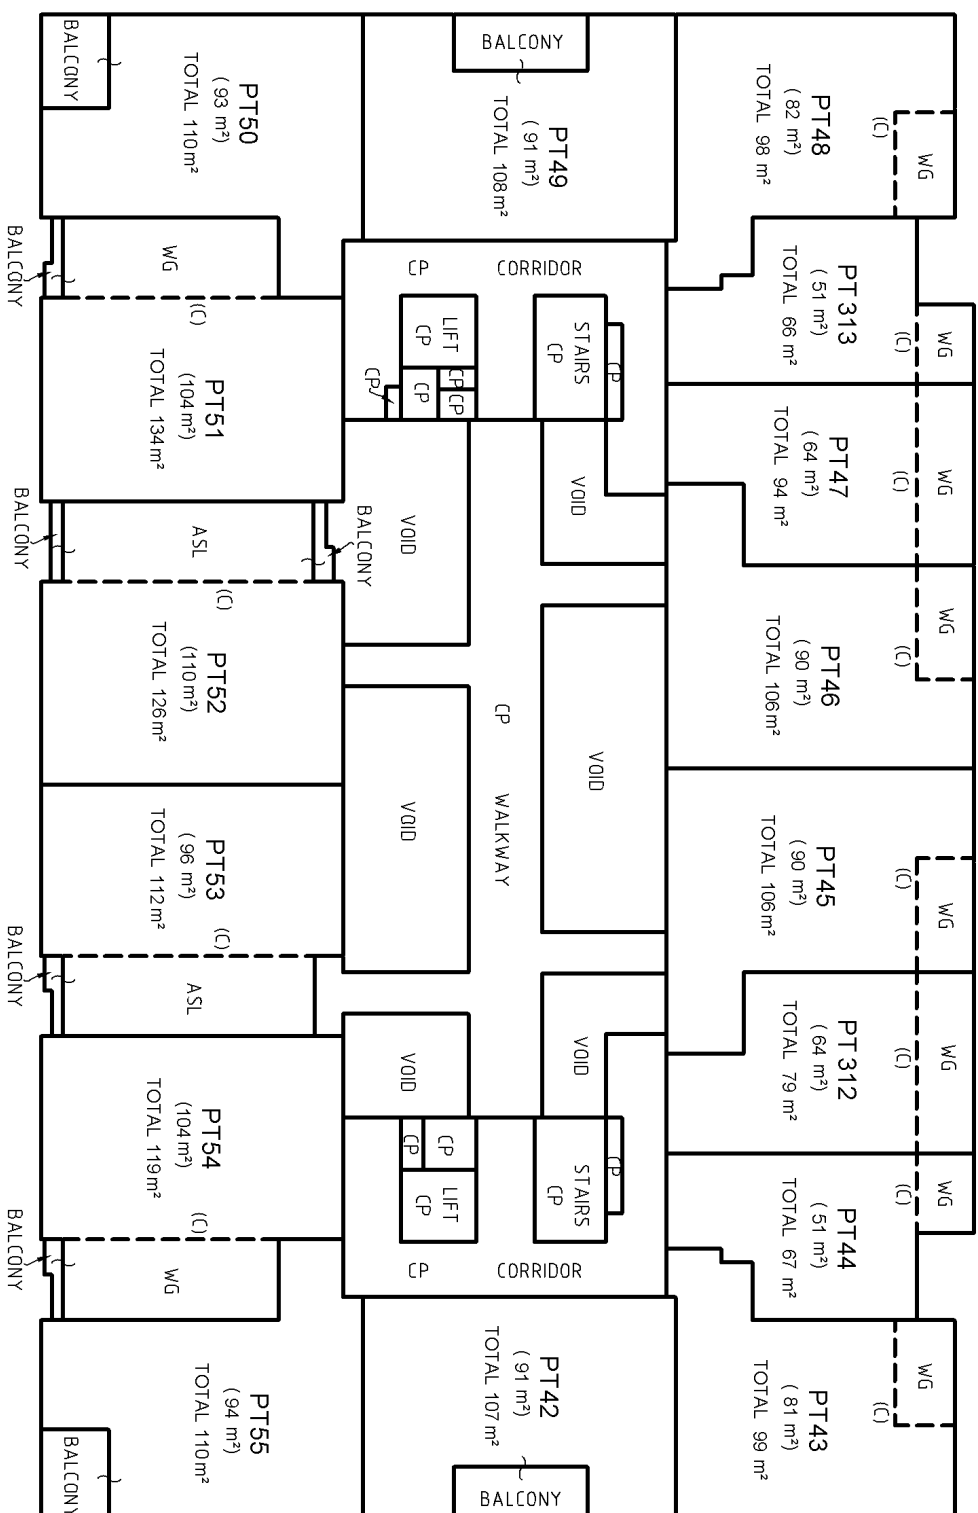 WG
(C)
PT48
(82 m²)
TOTAL 98 m²
WG
(C)
PT313
(51 m²)
TOTAL 66 m²
WG
(C)
PT47
(64 m²)
TOTAL 94 m²
WG
(C)
PT46
(90 m²)
TOTAL 106m²
WG
(C)
PT45
(90 m²)
TOTAL 106m²
WG
(C)
PT312
(64 m²)
TOTAL 79 m²
WG
(C)
PT44
(51 m²)
TOTAL 67 m²
WG
(C)
PT43
(81 m²)
TOTAL 99 m²
BALCONY
PT49
(91 m²)
TOTAL 108m²
CORRIDOR
CP
STAIRS
CP
CP
LIFT
CP
CP
CP
CP
CP
VOID
VOID
VOID
CP
WALKWAY
VOID
VOID
VOID
CP
STAIRS
CP
CP
CP
LIFT
CP
CORRIDOR
CP
PT42
(91 m²)
TOTAL 107m²
BALCONY
PT50
(93 m²)
TOTAL 110m²
BALCONY
WG
BALCONY
(C)
PT51
(104m²)
TOTAL 134m²
BALCONY
ASL
BALCONY
(C)
PT52
(110m²)
TOTAL 126m²
PT53
(96 m²)
TOTAL 112m²
(C)
ASL
BALCONY
PT54
(104m²)
TOTAL 119m²
(C)
WG
BALCONY
PT55
(94 m²)
TOTAL 110m²
BALCONY